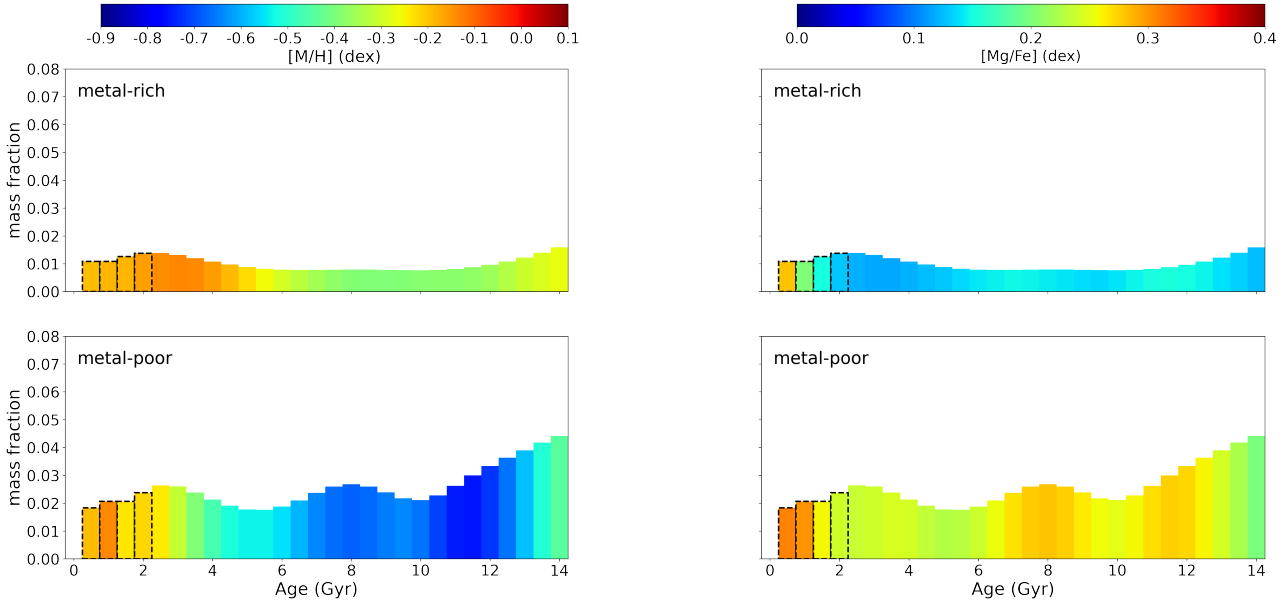 -0.9 -0.8 -0.7 -0.6 -0.5 -0.4 -0.3 -0.2 -0.1 0.0 0.1
[M/H] (dex)
0.0 0.1 0.2 0.3 0.4
[Mg/Fe] (dex)
metal-rich
0.08
0.07
0.06
0.05
0.04
0.03
0.02
0.01
0.00
mass fraction
metal-rich
metal-poor
0.08
0.07
0.06
0.05
0.04
0.03
0.02
0.01
0.00
mass fraction
0 2 4 6 8 10 12 14
Age (Gyr)
metal-poor
0 2 4 6 8 10 12 14
Age (Gyr)